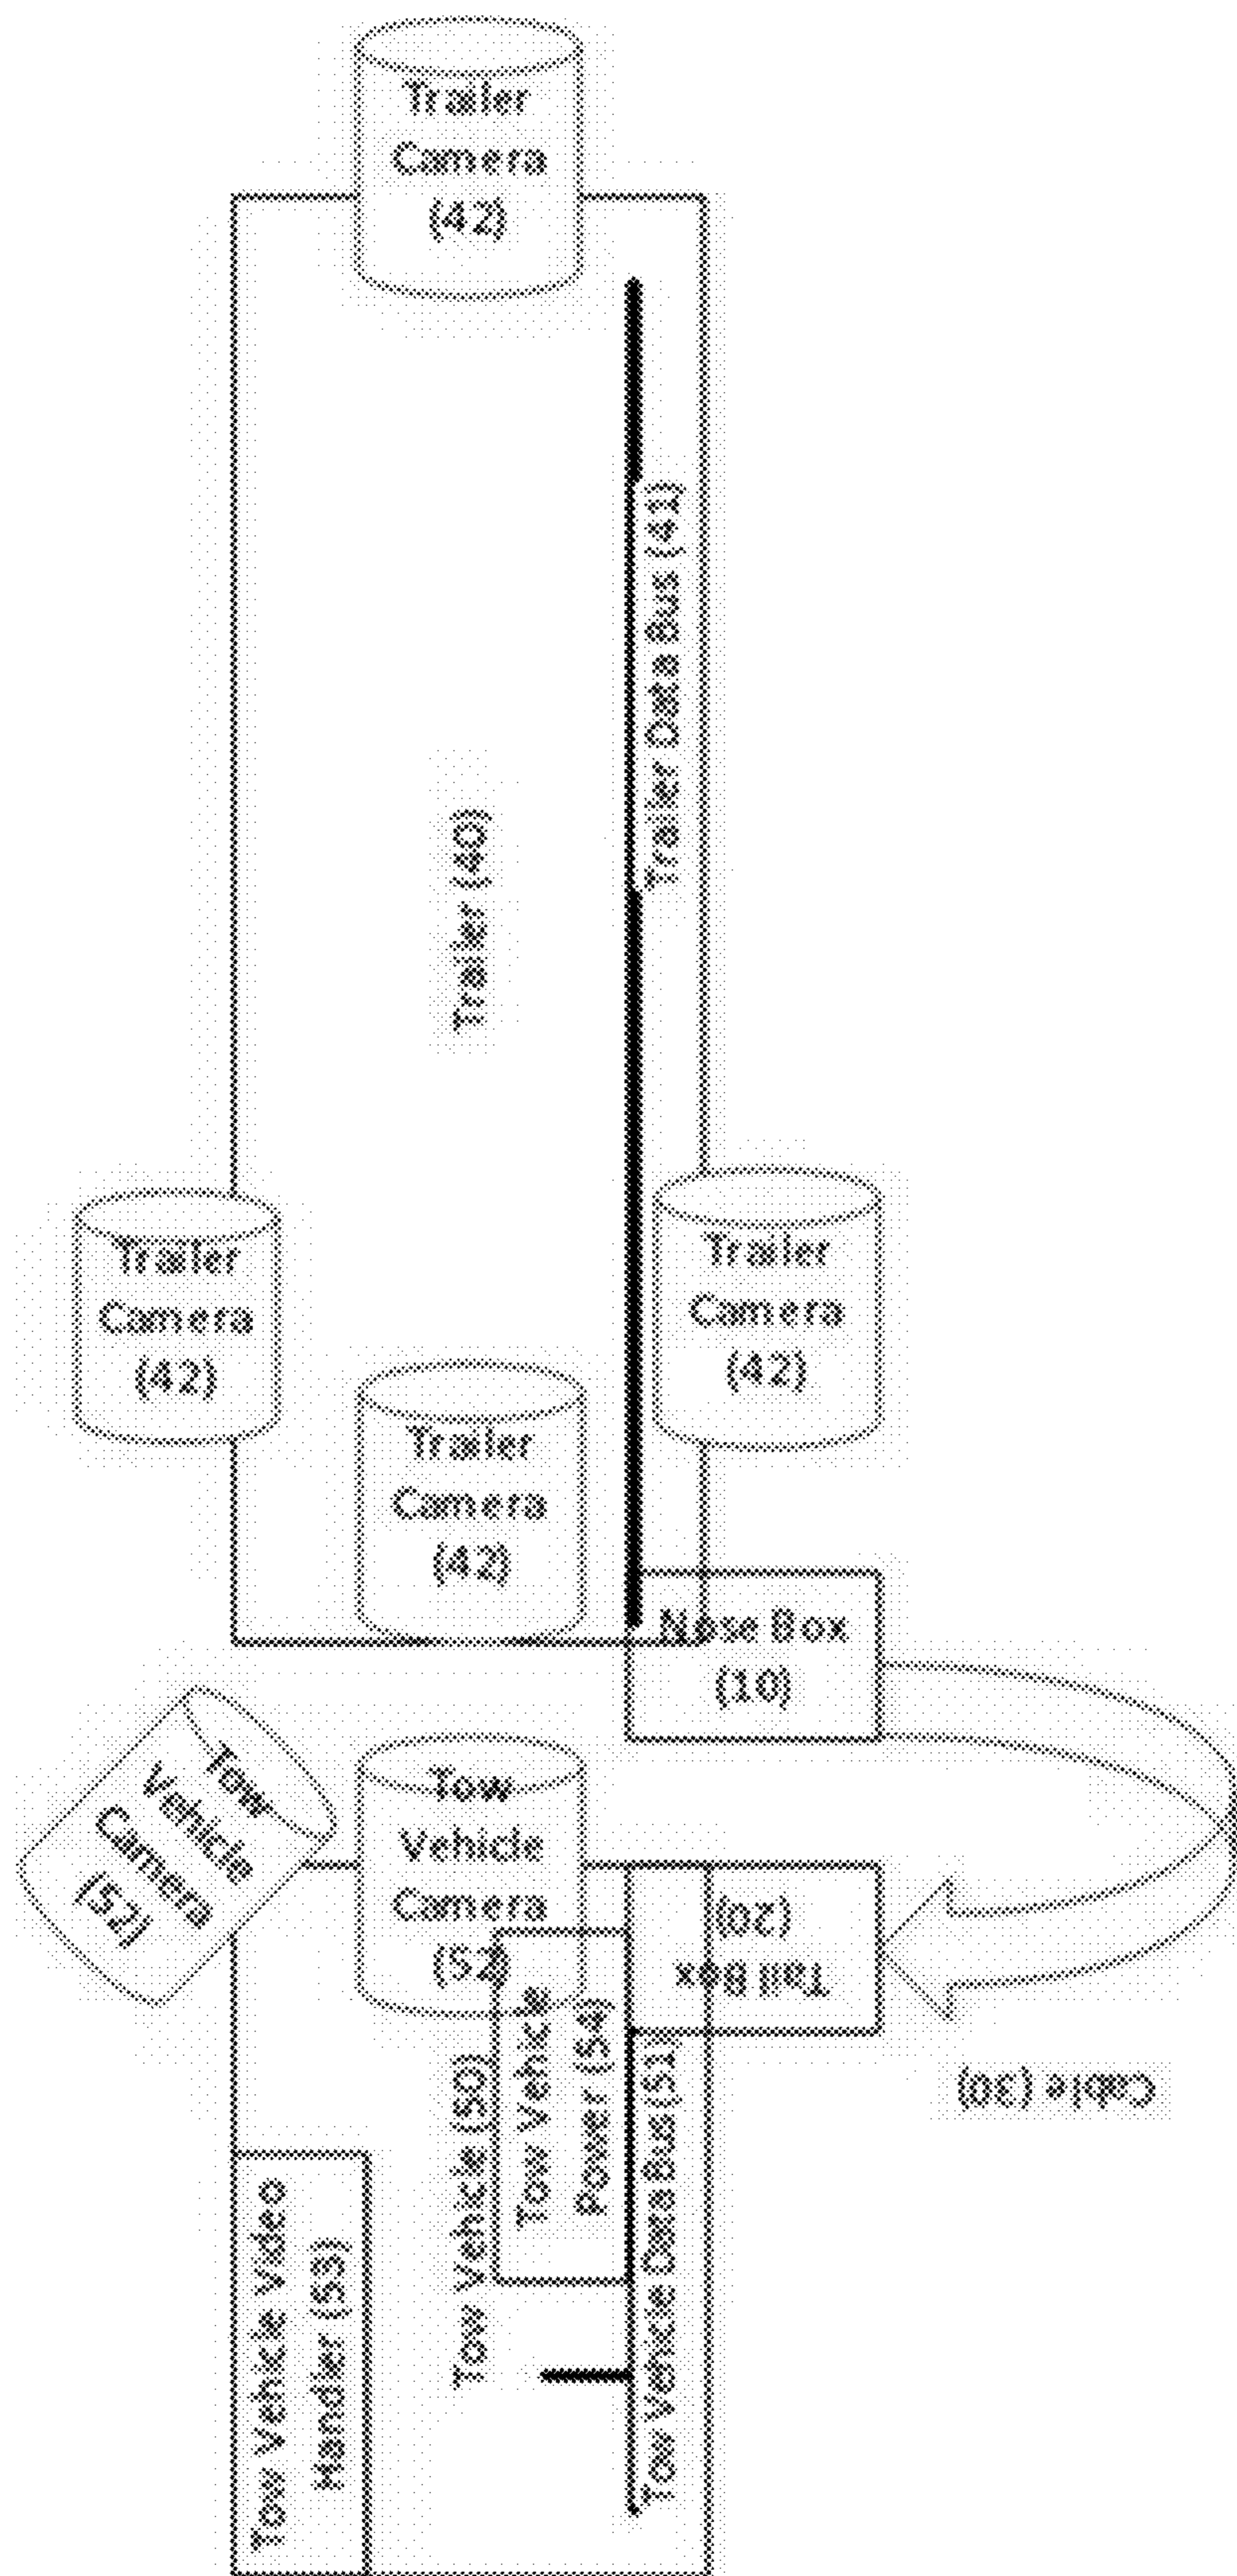 Trailer
Camera
(42)
Trailer Data Bus (41)
Trailer (40)
Trailer
Camera
(42)
Trailer
Camera
(42)
Trailer
Camera
(42)
Nose Box
(10)
Tow
Vehicle
Camera
(52)
Tow
Vehicle
Camera
(52)
Tail Box
(20)
Cable (30)
Tow Vehicle
Power (54)
Tow Vehicle (50)
Tow Vehicle Data Bus (51)
Tow Vehicle Video
Handler (53)